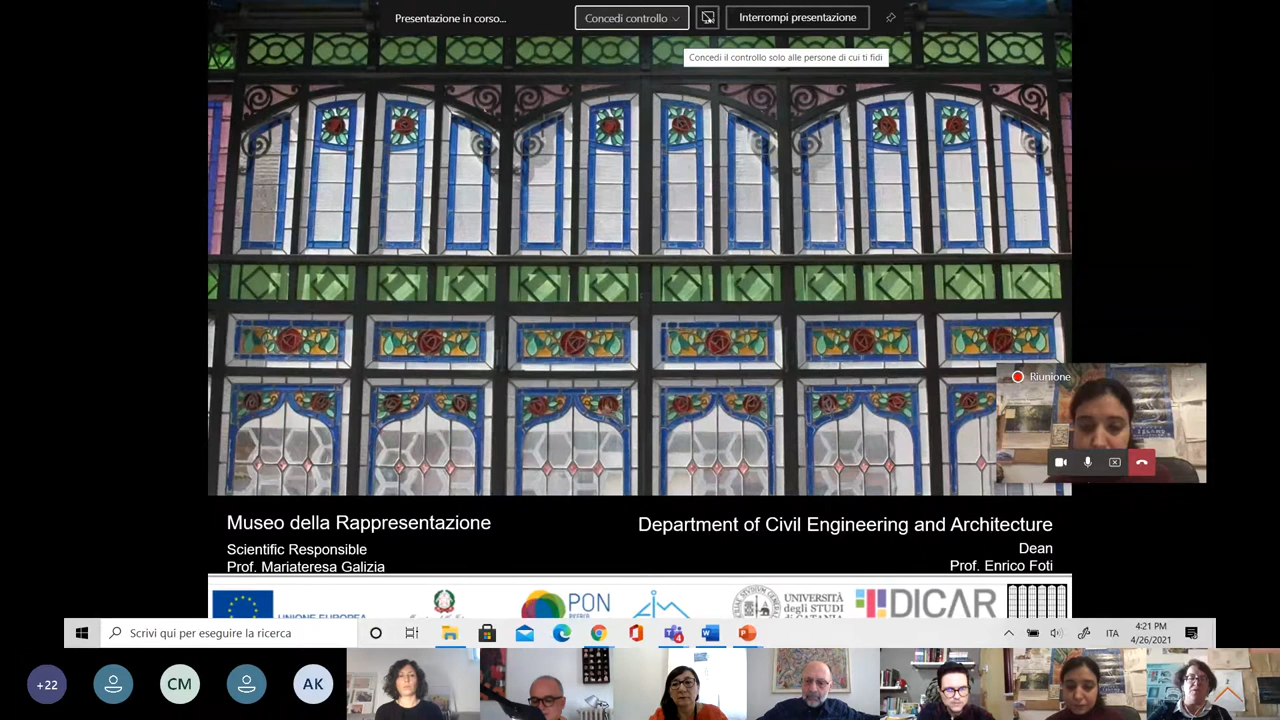 Presentazione in corso...
Concedi controllo
Interrompi presentazione
Concedi il controllo solo alle persone di cui ti fidi
Riunione
Museo della Rappresentazione
Scientific Responsible
Prof. Mariateresa Galizia
Department of Civil Engineering and Architecture
Dean
Prof. Enrico Foti
UNIONE EUROPEA
PON
UNIVERSITÀ
degli STUDI
di CATANIA
DICAR
Scrivi qui per eseguire la ricerca
4
ITA
4:21 PM
4/26/2021
+22
CM
AK